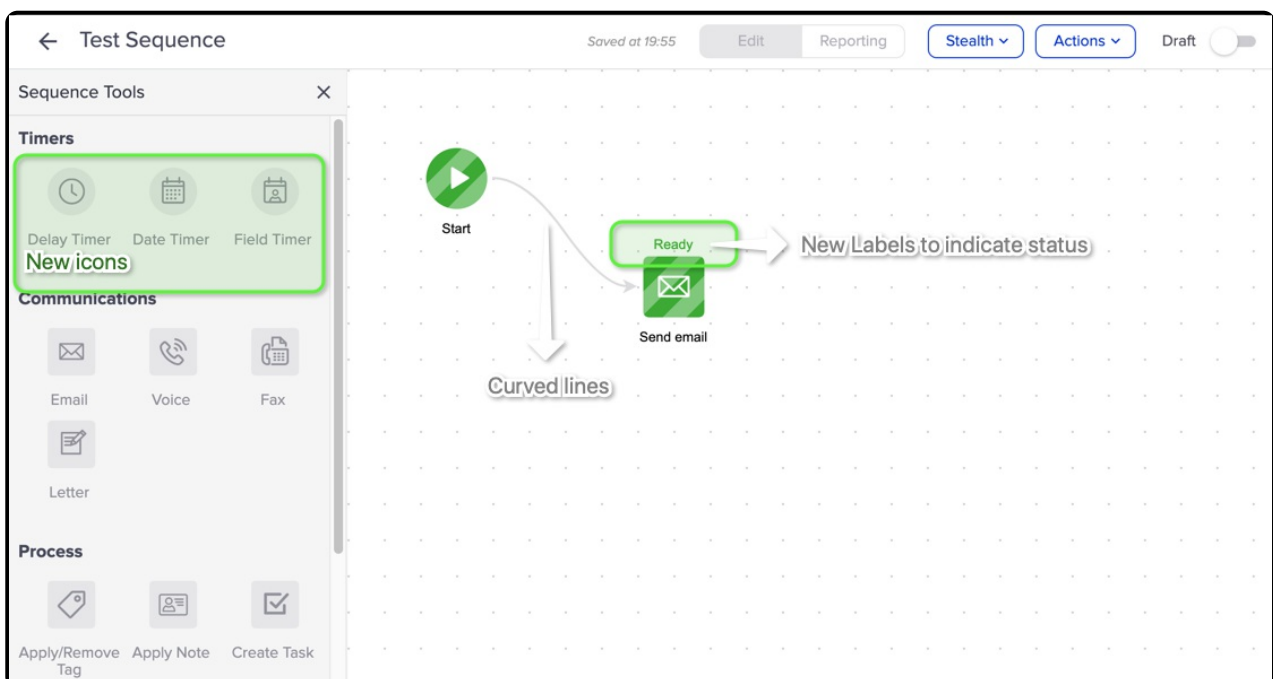 Test Sequence
Saved at 19:55
Edit
Reporting
Stealth
Actions
Draft
Sequence Tools
Timers
Delay Timer
Date Timer
Field Timer
New icons
Communications
Email
Voice
Fax
Letter
Process
Apply/Remove
Tag
Apply Note
Create Task
Start
Ready
New Labels to indicate status
Send email
Curved lines